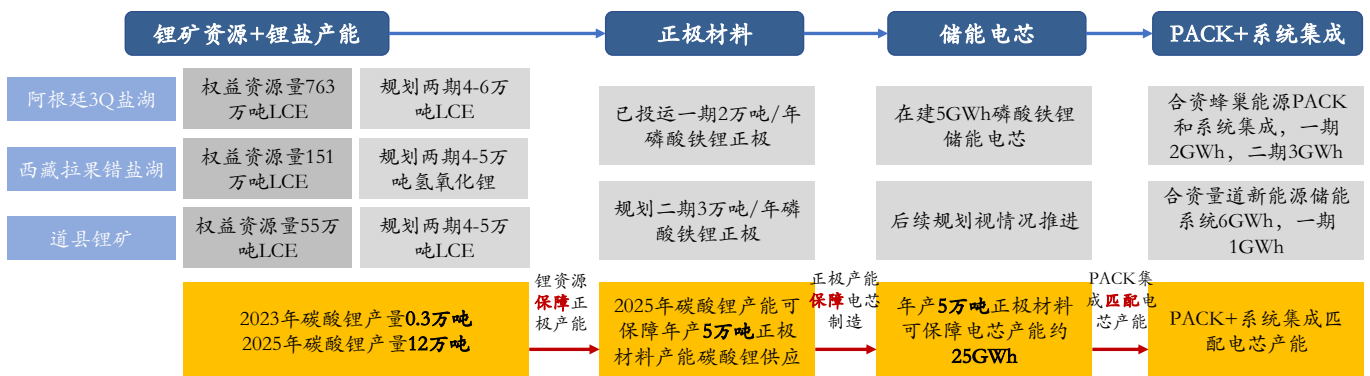 锂矿资源+锂盐产能
正极材料
储能电芯
PACK+系统集成
阿根廷3Q盐湖
权益资源量763
万吨LCE
规划两期4-6万
吨LCE
西藏拉果错盐湖
权益资源量151
万吨LCE
规划两期4-5万
吨氢氧化锂
道县锂矿
权益资源量55万
吨LCE
规划两期4-5万
吨LCE
已投运一期2万吨/年
磷酸铁锂正极
规划二期3万吨/年磷
酸铁锂正极
在建5GWh磷酸铁锂
储能电芯
后续规划视情况推进
合资蜂巢能源PACK
和系统集成，一期
2GWh，二期3GWh
合资量道新能源储能
系统6GWh，一期
1GWh
2023年碳酸锂产量0.3万吨
2025年碳酸锂产量12万吨
锂资源
保障正
极产能
2025年碳酸锂产能可
保障年产5万吨正极
材料产能碳酸锂供应
正极产能
保障电芯
制造
年产5万吨正极材料
可保障电芯产能约
25GWh
PACK集
成匹配电
芯产能
PACK+系统集成匹
配电芯产能